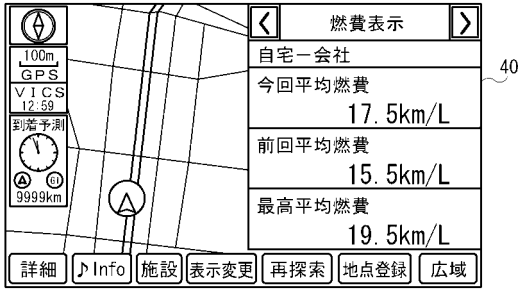 100m
GPS
VICS
12:59
到着予測
9999km
燃費表示
自宅－会社
今回平均燃費
17.5km/L
前回平均燃費
15.5km/L
最高平均燃費
19.5km/L
40
詳細 ♪Info 施設 表示変更 再探索 地点登録 広域